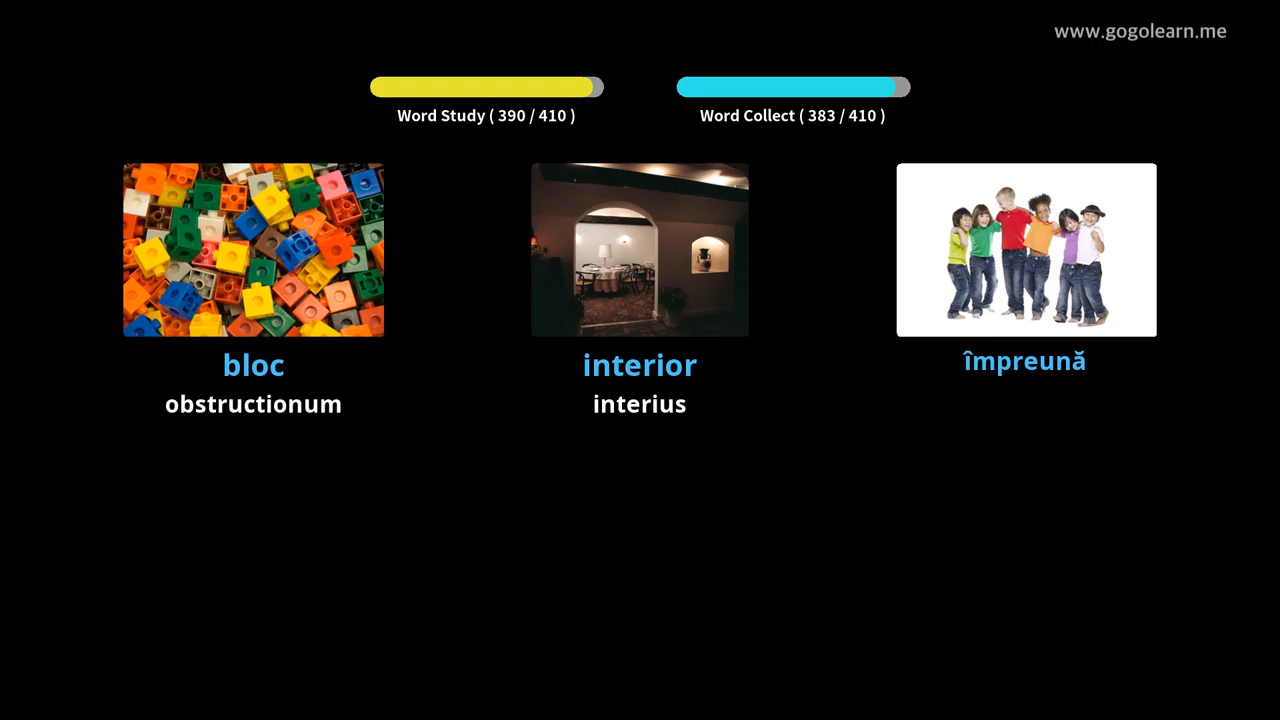 www.gogolearn.me
Word Study ( 390 / 410 )
Word Collect ( 383 / 410 )
bloc
obstructionum
interior
interius
împreună